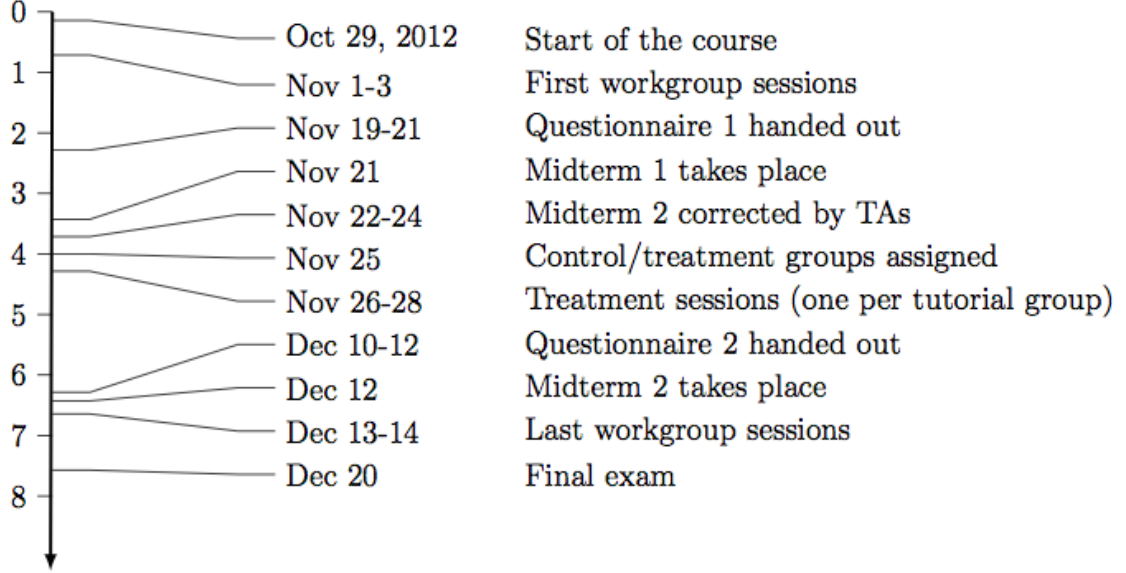 0
Oct 29, 2012 Start of the course
1
Nov 1-3 First workgroup sessions
2
Nov 19-21 Questionnaire 1 handed out
Nov 21 Midterm 1 takes place
3
Nov 22-24 Midterm 2 corrected by TAs
4
Nov 25 Control/treatment groups assigned
Nov 26-28 Treatment sessions (one per tutorial group)
5
Dec 10-12 Questionnaire 2 handed out
6
Dec 12 Midterm 2 takes place
7
Dec 13-14 Last workgroup sessions
Dec 20 Final exam
8